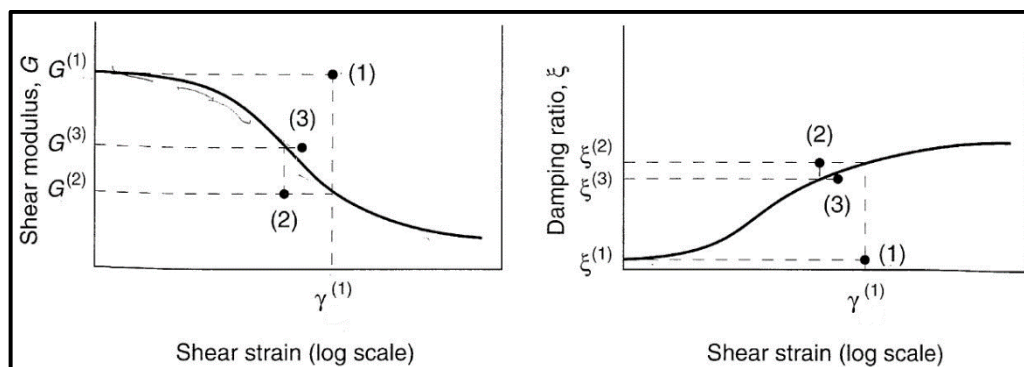 Shear modulus, G
G⁽¹⁾
G⁽³⁾
G⁽²⁾
(1)
(3)
(2)
γ⁽¹⁾
Shear strain (log scale)
Damping ratio, ξ
ξ⁽²⁾
ξ⁽³⁾
ξ⁽¹⁾
(2)
(3)
(1)
γ⁽¹⁾
Shear strain (log scale)